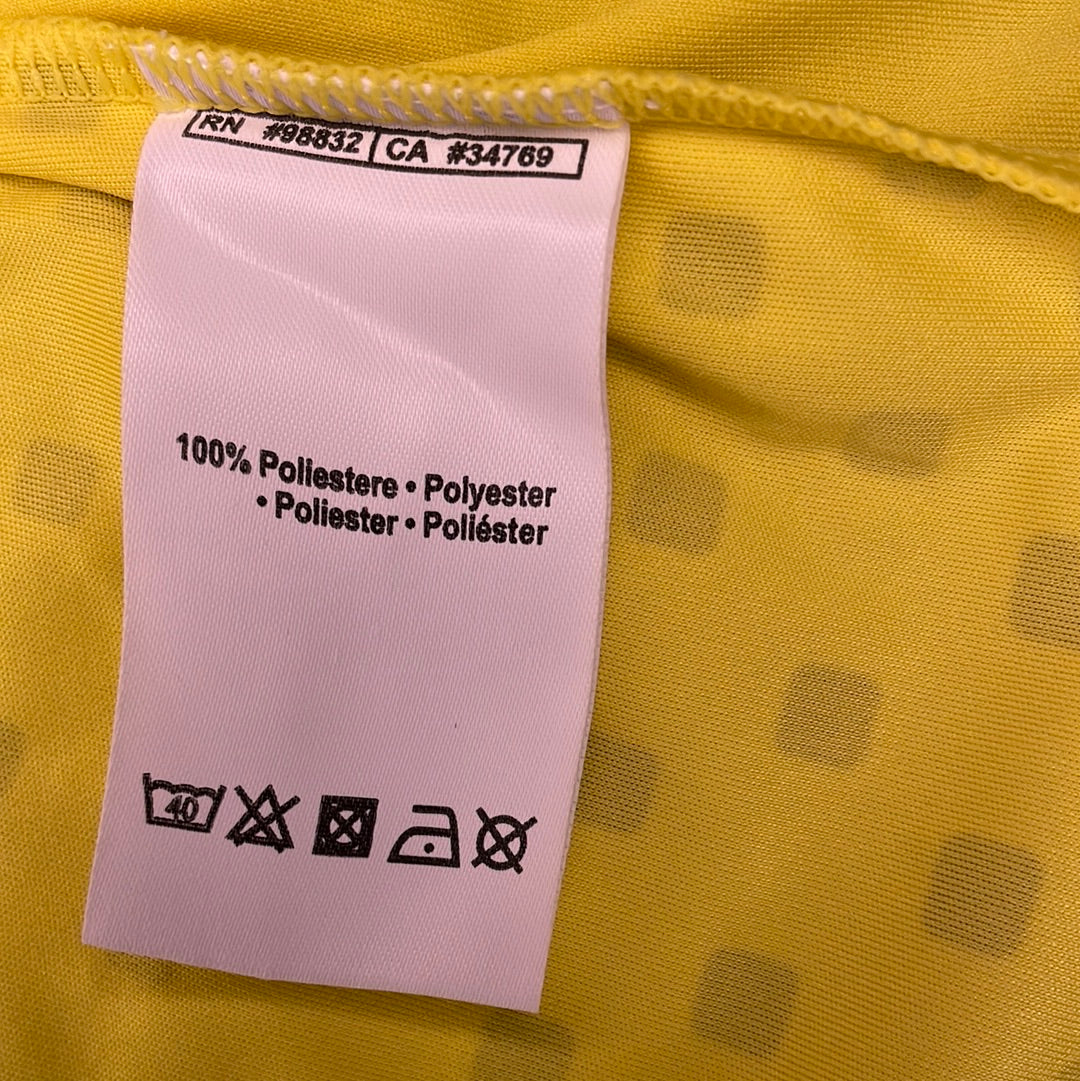 RN #98832 CA #34769
100% Poliestere • Polyester
• Poliester • Poliéster
40